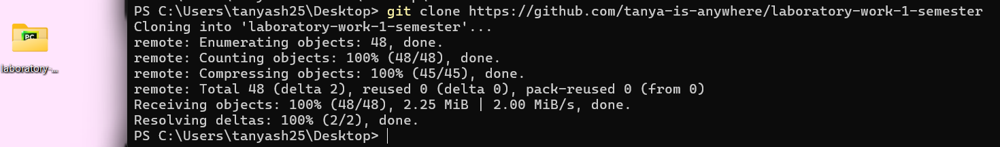 PC
laboratory-...
PS C:\Users\tanyash25\Desktop> git clone https://github.com/tanya-is-anywhere/laboratory-work-1-semester
Cloning into 'laboratory-work-1-semester'...
remote: Enumerating objects: 48, done.
remote: Counting objects: 100% (48/48), done.
remote: Compressing objects: 100% (45/45), done.
remote: Total 48 (delta 2), reused 0 (delta 0), pack-reused 0 (from 0)
Receiving objects: 100% (48/48), 2.25 MiB | 2.00 MiB/s, done.
Resolving deltas: 100% (2/2), done.
PS C:\Users\tanyash25\Desktop>